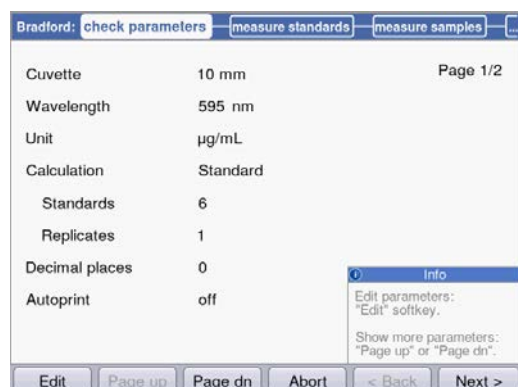 Bradford: check parameters measure standards measure samples ...
Page 1/2
Cuvette 10 mm
Wavelength 595 nm
Unit µg/mL
Calculation Standard
Standards 6
Replicates 1
Decimal places 0
Autoprint off
Info
Edit parameters:
"Edit" softkey.
Show more parameters:
"Page up" or "Page dn".
Edit Page up Page dn Abort < Back Next >